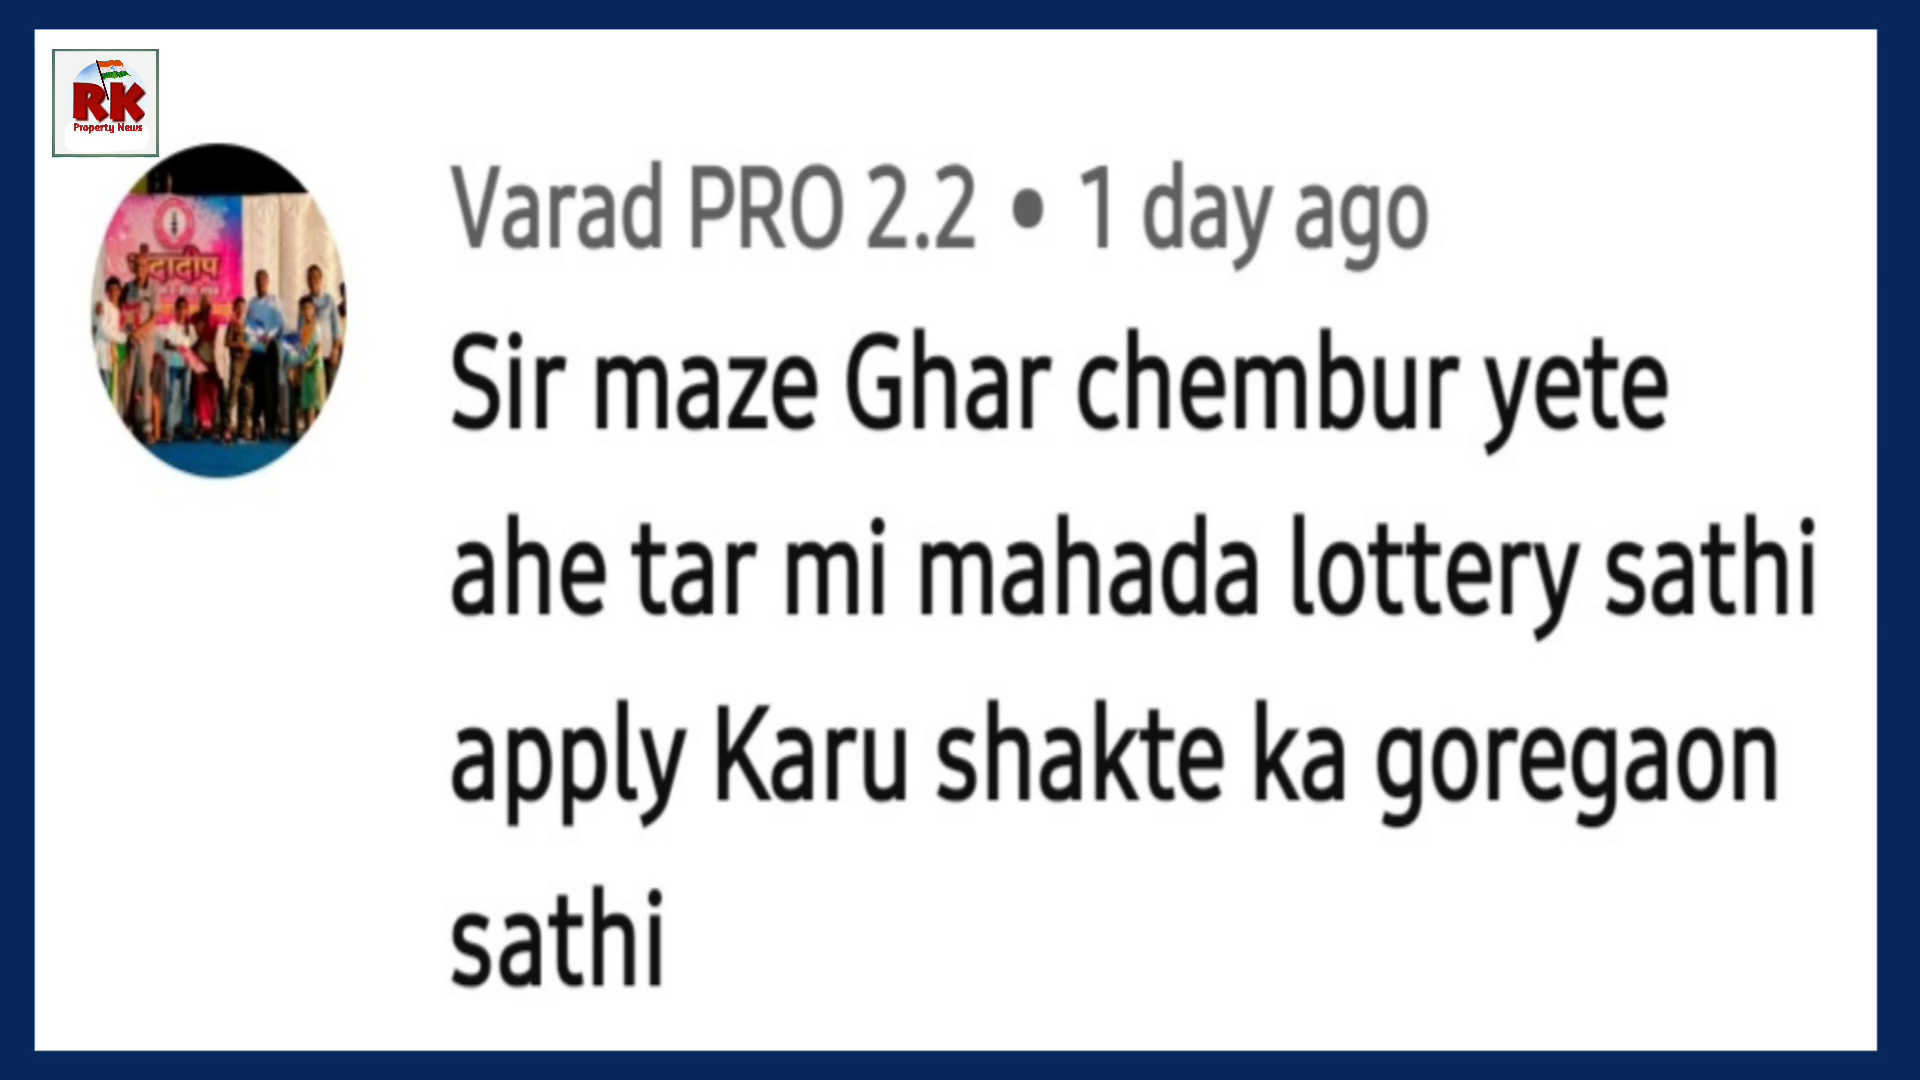 RK
Property News
Varad PRO 2.2 • 1 day ago
Sir maze Ghar chembur yete
ahe tar mi mahada lottery sathi
apply Karu shakte ka goregaon
sathi